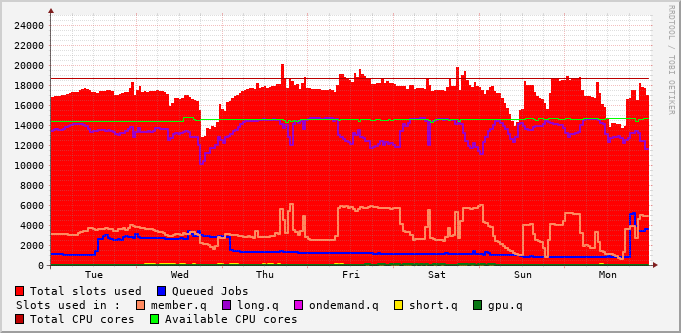 RRDTOOL / TOBI OETIKER
24000
22000
20000
18000
16000
14000
12000
10000
8000
6000
4000
2000
0
Tue Wed Thu Fri Sat Sun Mon
Total slots used Queued Jobs
Slots used in : member.q long.q ondemand.q short.q gpu.q
Total CPU cores Available CPU cores